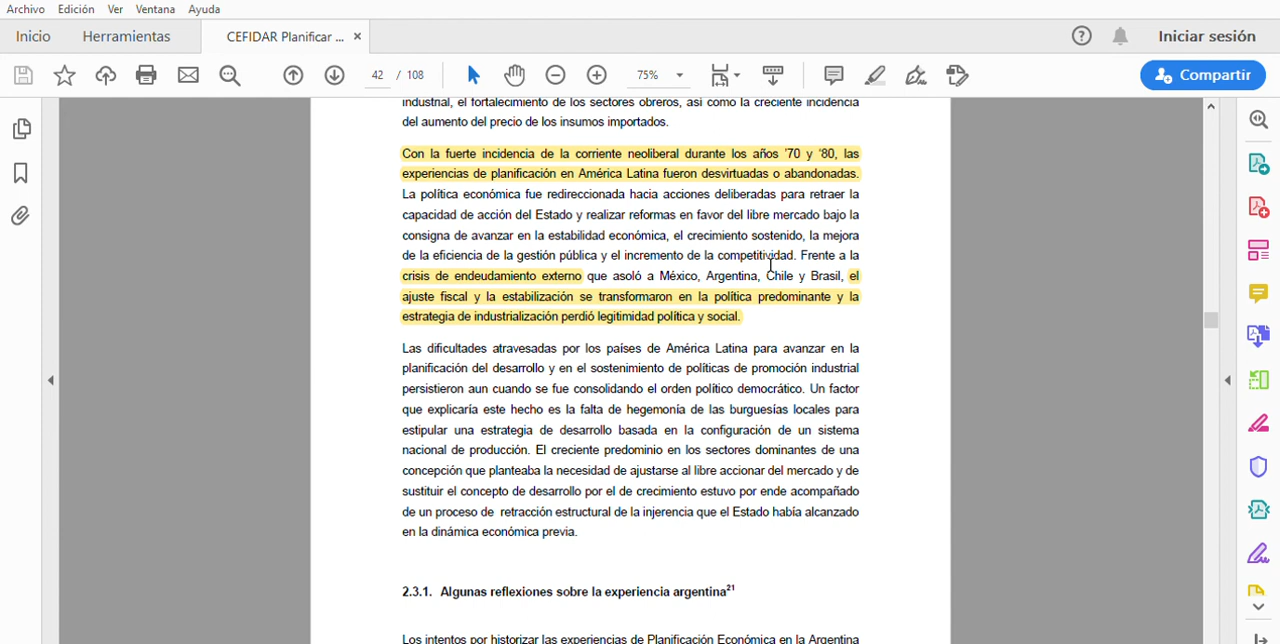 Archivo Edición Ver Ventana Ayuda
Inicio Herramientas CEFIDAR Planificar ... × Iniciar sesión
42 / 108 75% Compartir
industrial, el fortalecimiento de los sectores obreros, así como la creciente incidencia
del aumento del precio de los insumos importados.
Con la fuerte incidencia de la corriente neoliberal durante los años '70 y '80, las
experiencias de planificación en América Latina fueron desvirtuadas o abandonadas.
La política económica fue redireccionada hacia acciones deliberadas para retraer la
capacidad de acción del Estado y realizar reformas en favor del libre mercado bajo la
consigna de avanzar en la estabilidad económica, el crecimiento sostenido, la mejora
de la eficiencia de la gestión pública y el incremento de la competitividad. Frente a la
crisis de endeudamiento externo que asoló a México, Argentina, Chile y Brasil, el
ajuste fiscal y la estabilización se transformaron en la política predominante y la
estrategia de industrialización perdió legitimidad política y social.
Las dificultades atravesadas por los países de América Latina para avanzar en la
planificación del desarrollo y en el sostenimiento de políticas de promoción industrial
persistieron aun cuando se fue consolidando el orden político democrático. Un factor
que explicaría este hecho es la falta de hegemonía de las burguesías locales para
estipular una estrategia de desarrollo basada en la configuración de un sistema
nacional de producción. El creciente predominio en los sectores dominantes de una
concepción que planteaba la necesidad de ajustarse al libre accionar del mercado y de
sustituir el concepto de desarrollo por el de crecimiento estuvo por ende acompañado
de un proceso de retracción estructural de la injerencia que el Estado había alcanzado
en la dinámica económica previa.
2.3.1. Algunas reflexiones sobre la experiencia argentina21
Los intentos por historizar las experiencias de Planificación Económica en la Argentina